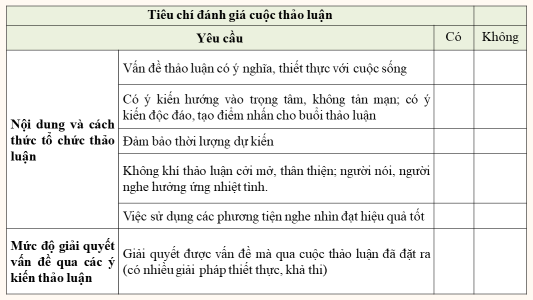 Tiêu chí đánh giá cuộc thảo luận
Yêu cầu
Có
Không
Nội dung và cách
thức tổ chức thảo
luận
Vấn đề thảo luận có ý nghĩa, thiết thực với cuộc sống
Có ý kiến hướng vào trọng tâm, không tản mạn; có ý
kiến độc đáo, tạo điểm nhấn cho buổi thảo luận
Đảm bảo thời lượng dự kiến
Không khí thảo luận cởi mở, thân thiện; người nói, người
nghe hưởng ứng nhiệt tình.
Việc sử dụng các phương tiện nghe nhìn đạt hiệu quả tốt
Mức độ giải quyết
vấn đề qua các ý
kiến thảo luận
Giải quyết được vấn đề mà qua cuộc thảo luận đã đặt ra
(có nhiều giải pháp thiết thực, khả thi)